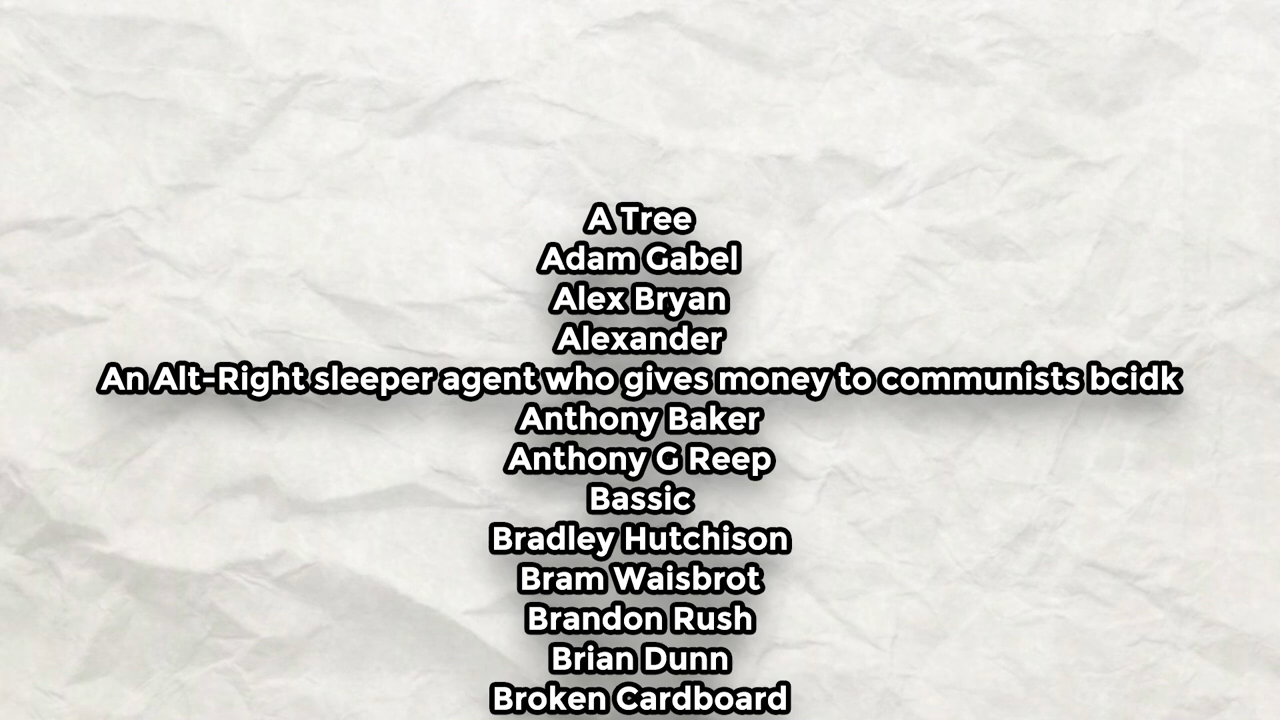 A Tree
Adam Gabel
Alex Bryan
Alexander
An Alt-Right sleeper agent who gives money to communists bcidk
Anthony Baker
Anthony G Reep
Bassic
Bradley Hutchison
Bram Waisbrot
Brandon Rush
Brian Dunn
Broken Cardboard